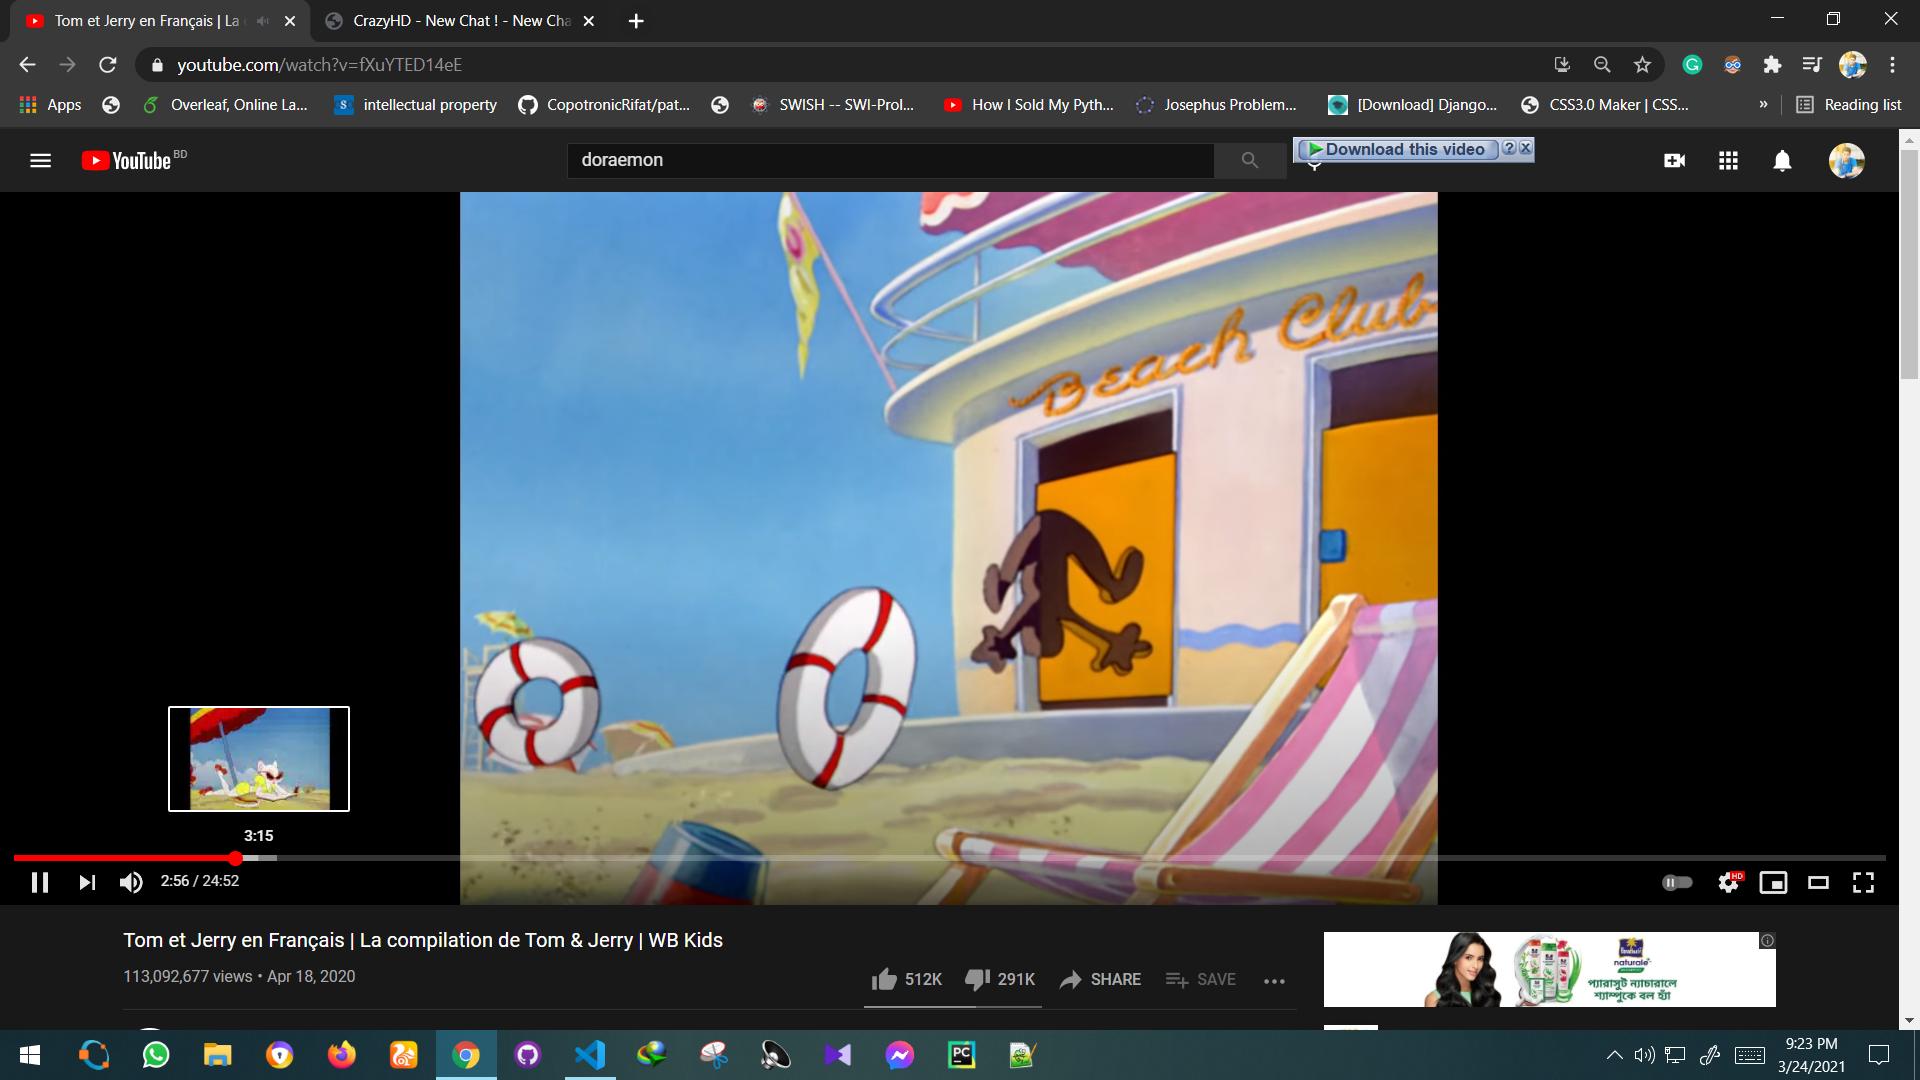 Tom et Jerry en Français | La
CrazyHD - New Chat ! - New Cha
youtube.com/watch?v=fXuYTED14eE
Apps
Overleaf, Online La...
intellectual property
CopotronicRifat/pat...
SWISH -- SWI-Prol...
How I Sold My Pyth...
Josephus Problem...
[Download] Django...
CSS3.0 Maker | CSS...
»
Reading list
YouTube BD
doraemon
Download this video
Beach Club
3:15
2:56 / 24:52
HD
Tom et Jerry en Français | La compilation de Tom & Jerry | WB Kids
113,092,677 views • Apr 18, 2020
512K
291K
SHARE
SAVE
naturale
প্যারাসুট ন্যাচারালে
শ্যাম্পুকে বল হ্যাঁ
PC
9:23 PM
3/24/2021